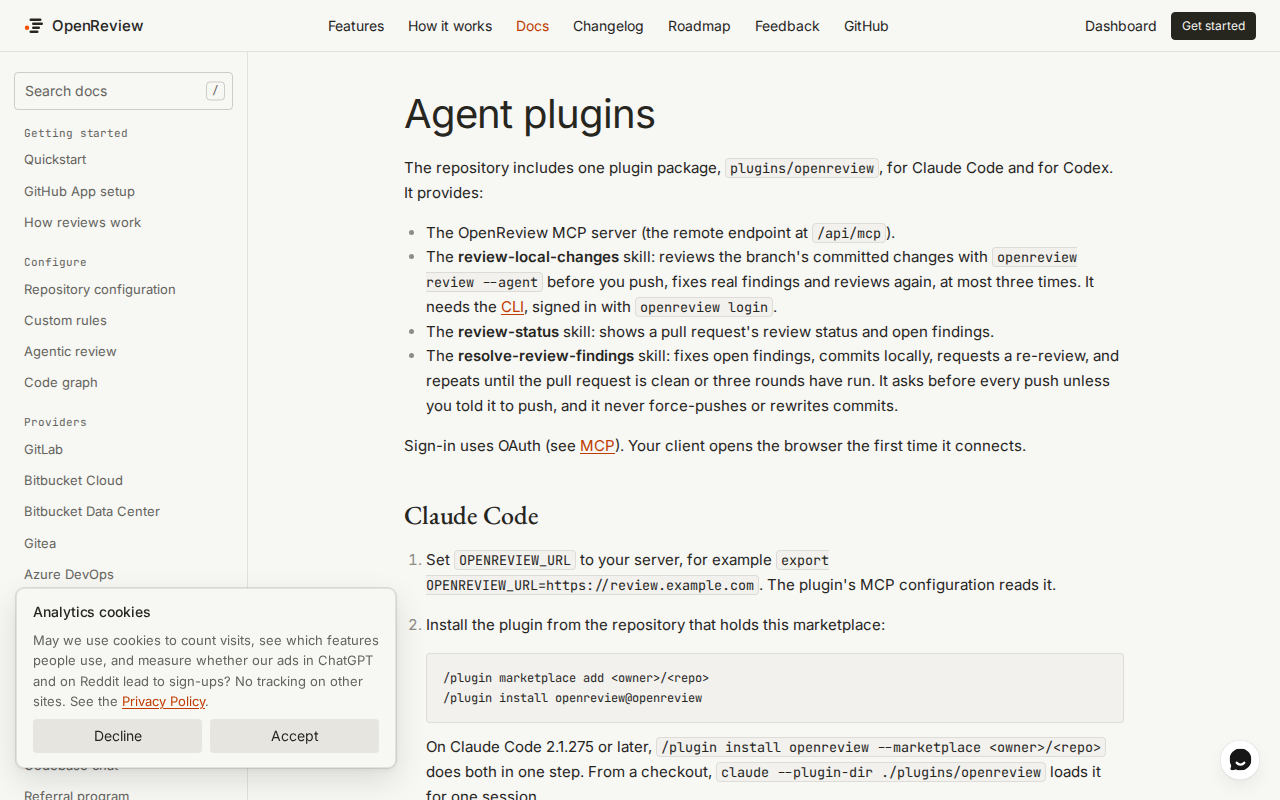 OpenReview
Features
How it works
Docs
Changelog
Roadmap
Feedback
GitHub
Dashboard
Get started
Search docs
/
Getting started
Quickstart
GitHub App setup
How reviews work
Configure
Repository configuration
Custom rules
Agentic review
Code graph
Providers
GitLab
Bitbucket Cloud
Bitbucket Data Center
Gitea
Azure DevOps
Analytics cookies
May we use cookies to count visits, see which features
people use, and measure whether our ads in ChatGPT
and on Reddit lead to sign-ups? No tracking on other
sites. See the Privacy Policy.
Decline
Accept
Codebase chat
Referral program
Agent plugins
The repository includes one plugin package, plugins/openreview, for Claude Code and for Codex.
It provides:
The OpenReview MCP server (the remote endpoint at /api/mcp).
The review-local-changes skill: reviews the branch's committed changes with openreview
review --agent before you push, fixes real findings and reviews again, at most three times. It
needs the CLI, signed in with openreview login.
The review-status skill: shows a pull request's review status and open findings.
The resolve-review-findings skill: fixes open findings, commits locally, requests a re-review, and
repeats until the pull request is clean or three rounds have run. It asks before every push unless
you told it to push, and it never force-pushes or rewrites commits.
Sign-in uses OAuth (see MCP). Your client opens the browser the first time it connects.
Claude Code
1. Set OPENREVIEW_URL to your server, for example export
OPENREVIEW_URL=https://review.example.com. The plugin's MCP configuration reads it.
2. Install the plugin from the repository that holds this marketplace:
/plugin marketplace add <owner>/<repo>
/plugin install openreview@openreview
On Claude Code 2.1.275 or later, /plugin install openreview --marketplace <owner>/<repo>
does both in one step. From a checkout, claude --plugin-dir ./plugins/openreview loads it
for one session.